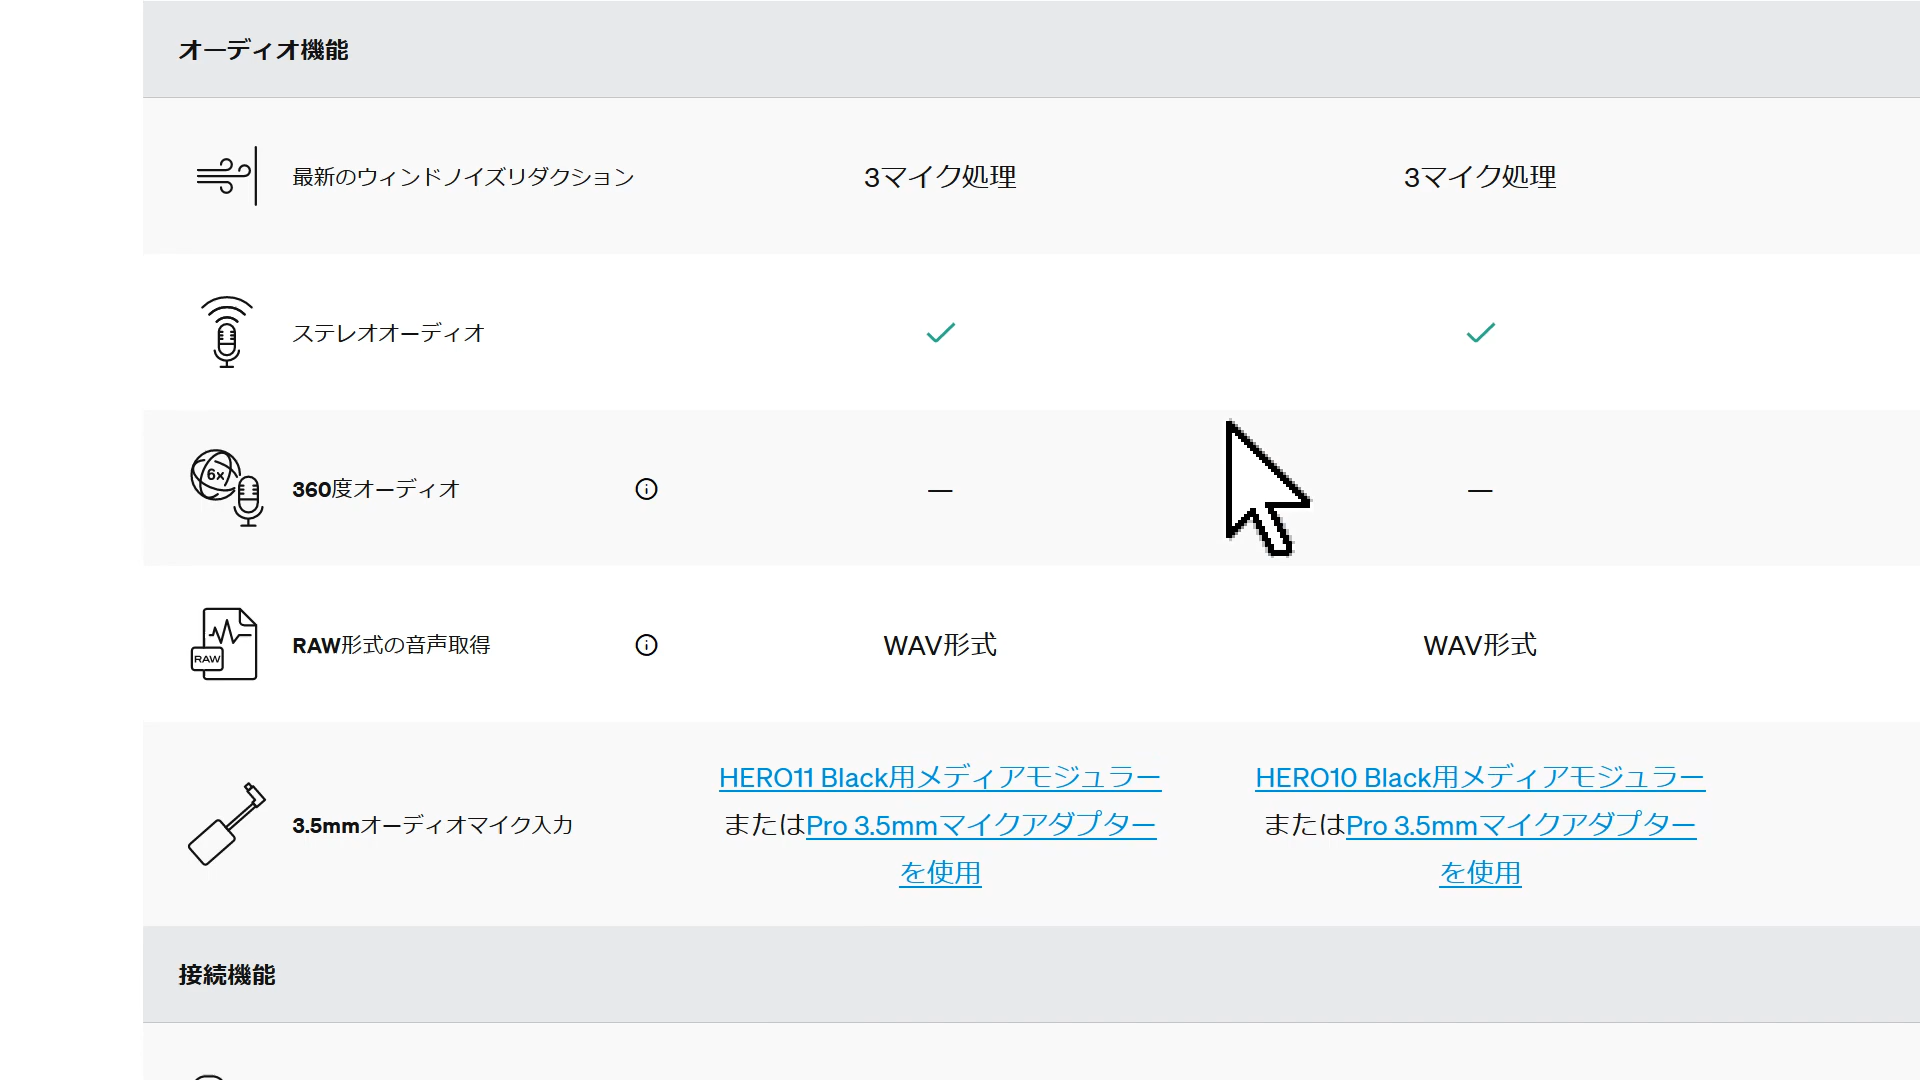 オーディオ機能
最新のウィンドノイズリダクション
3マイク処理
3マイク処理
ステレオオーディオ
6x
360度オーディオ
—
—
RAW
RAW形式の音声取得
WAV形式
WAV形式
3.5mmオーディオマイク入力
HERO11 Black用メディアモジュラー
またはPro 3.5mmマイクアダプター
を使用
HERO10 Black用メディアモジュラー
またはPro 3.5mmマイクアダプター
を使用
接続機能